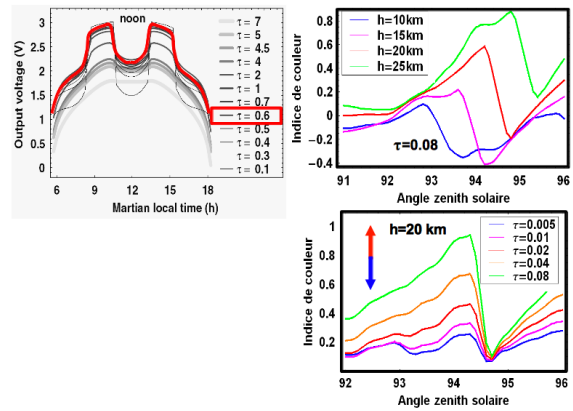 noon
Output voltage (V)
3
2.5
2
1.5
1
0.5
0
6
9
12
15
18
Martian local time (h)
τ = 7
τ = 5
τ = 4.5
τ = 4
τ = 2
τ = 1
τ = 0.7
τ = 0.6
τ = 0.5
τ = 0.4
τ = 0.3
τ = 0.1
Indice de couleur
0.8
0.6
0.4
0.2
0
−0.2
−0.4
h=10km
h=15km
h=20km
h=25km
τ=0.08
91
92
93
94
95
96
Angle zenith solaire
Indice de couleur
1
0.8
0.6
0.4
0.2
h=20 km
τ=0.005
τ=0.01
τ=0.02
τ=0.04
τ=0.08
92
93
94
95
96
Angle zenith solaire